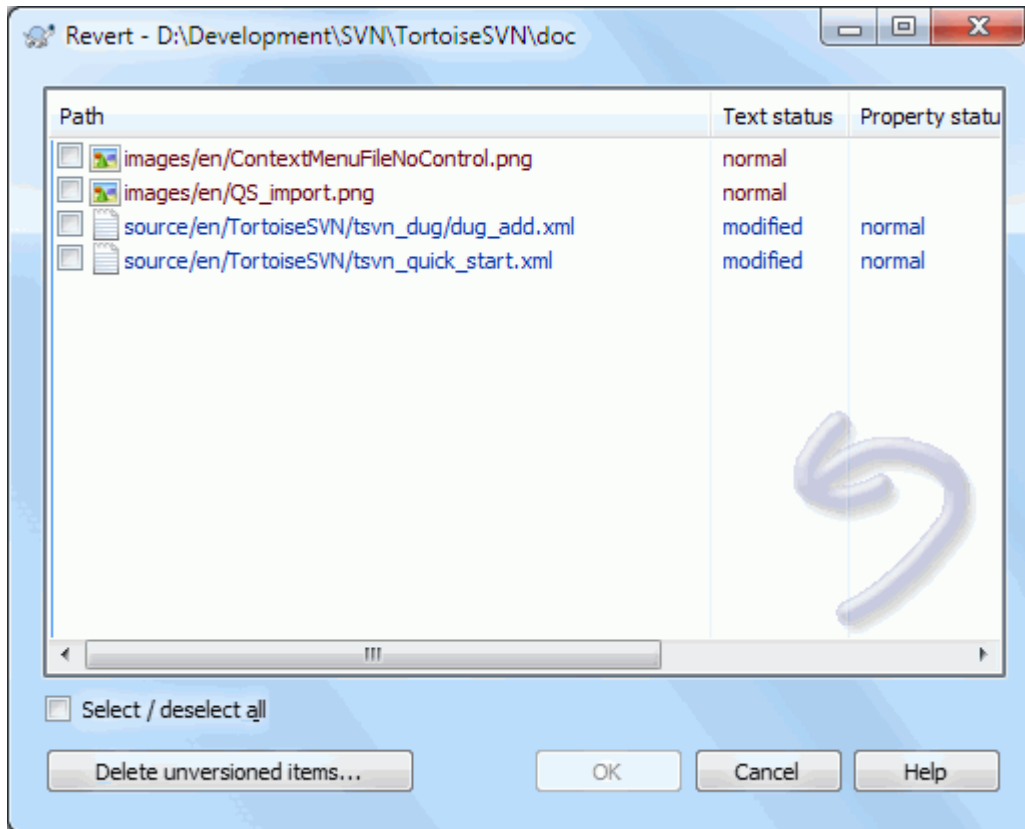 Revert - D:\Development\SVN\TortoiseSVN\doc
Path Text status Property statu
images/en/ContextMenuFileNoControl.png normal
images/en/QS_import.png normal
source/en/TortoiseSVN/tsvn_dug/dug_add.xml modified normal
source/en/TortoiseSVN/tsvn_quick_start.xml modified normal
Select / deselect all
Delete unversioned items... OK Cancel Help